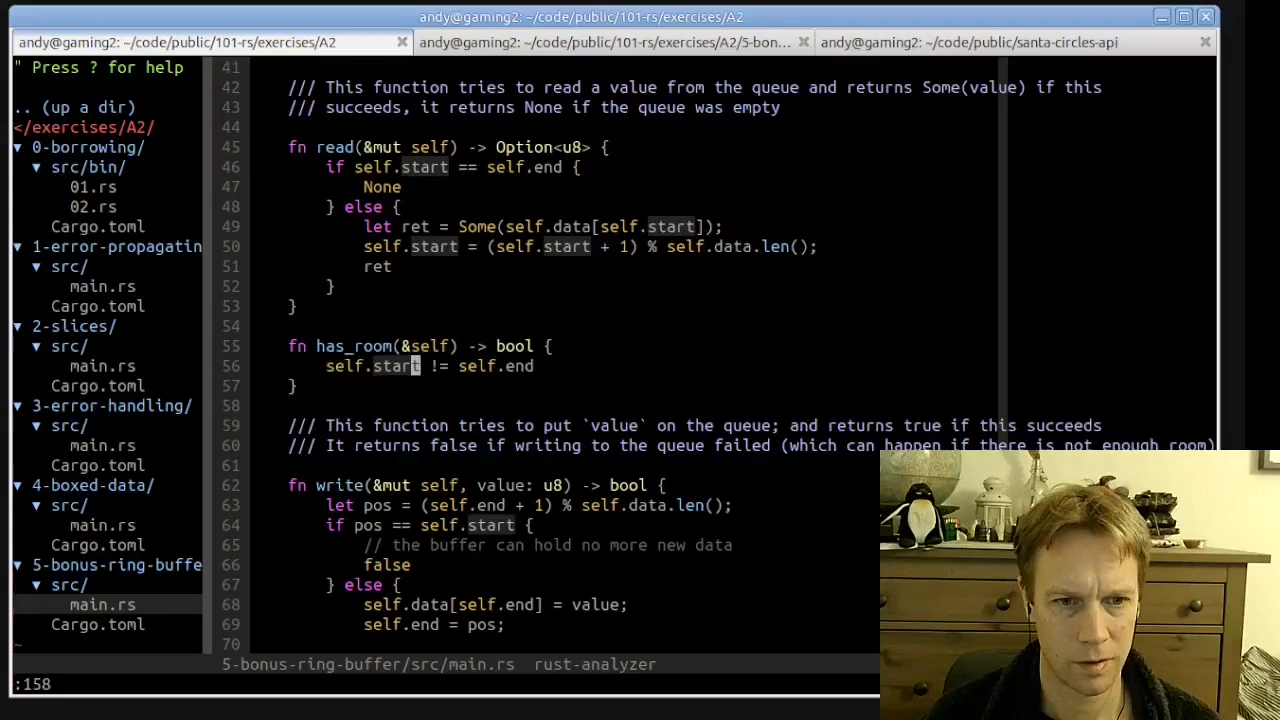 andy@gaming2: ~/code/public/101-rs/exercises/A2
andy@gaming2: ~/code/public/101-rs/exercises/A2
andy@gaming2: ~/code/public/101-rs/exercises/A2/5-bon...
andy@gaming2: ~/code/public/santa-circles-api
" Press ? for help
.. (up a dir)
</exercises/A2/
▼ 0-borrowing/
▼ src/bin/
01.rs
02.rs
Cargo.toml
▼ 1-error-propagatin
▼ src/
main.rs
Cargo.toml
▼ 2-slices/
▼ src/
main.rs
Cargo.toml
▼ 3-error-handling/
▼ src/
main.rs
Cargo.toml
▼ 4-boxed-data/
▼ src/
main.rs
Cargo.toml
▼ 5-bonus-ring-buffe
▼ src/
main.rs
Cargo.toml
~
41
42 /// This function tries to read a value from the queue and returns Some(value) if this
43 /// succeeds, it returns None if the queue was empty
44
45 fn read(&mut self) -> Option<u8> {
46 if self.start == self.end {
47 None
48 } else {
49 let ret = Some(self.data[self.start]);
50 self.start = (self.start + 1) % self.data.len();
51 ret
52 }
53 }
54
55 fn has_room(&self) -> bool {
56 self.start != self.end
57 }
58
59 /// This function tries to put `value` on the queue; and returns true if this succeeds
60 /// It returns false if writing to the queue failed (which can happen if there is not enough room)
61
62 fn write(&mut self, value: u8) -> bool {
63 let pos = (self.end + 1) % self.data.len();
64 if pos == self.start {
65 // the buffer can hold no more new data
66 false
67 } else {
68 self.data[self.end] = value;
69 self.end = pos;
70
5-bonus-ring-buffer/src/main.rs rust-analyzer
:158